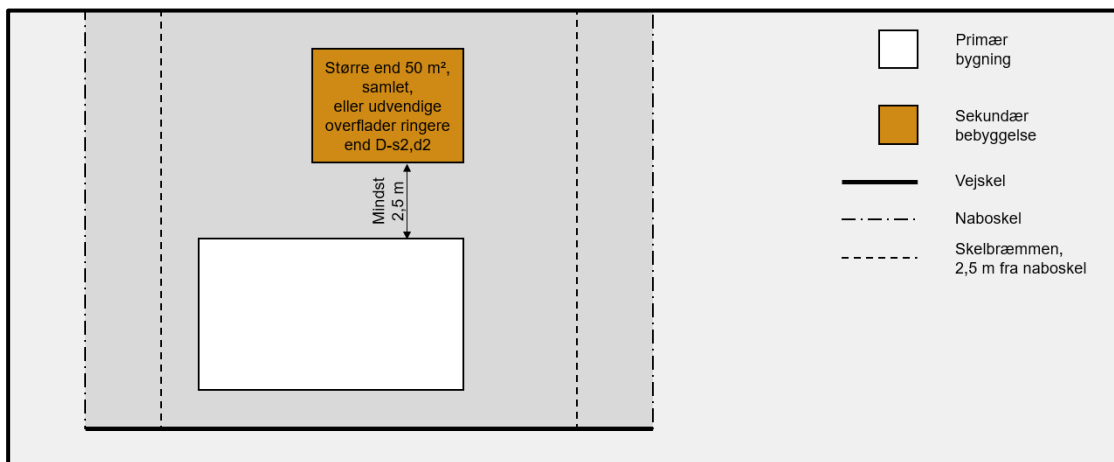 Større end 50 m²,
samlet,
eller udvendige
overflader ringere
end D-s2,d2
Mindst
2,5 m
Primær
bygning
Sekundær
bebyggelse
Vejskel
Naboskel
Skelbræmmen,
2,5 m fra naboskel